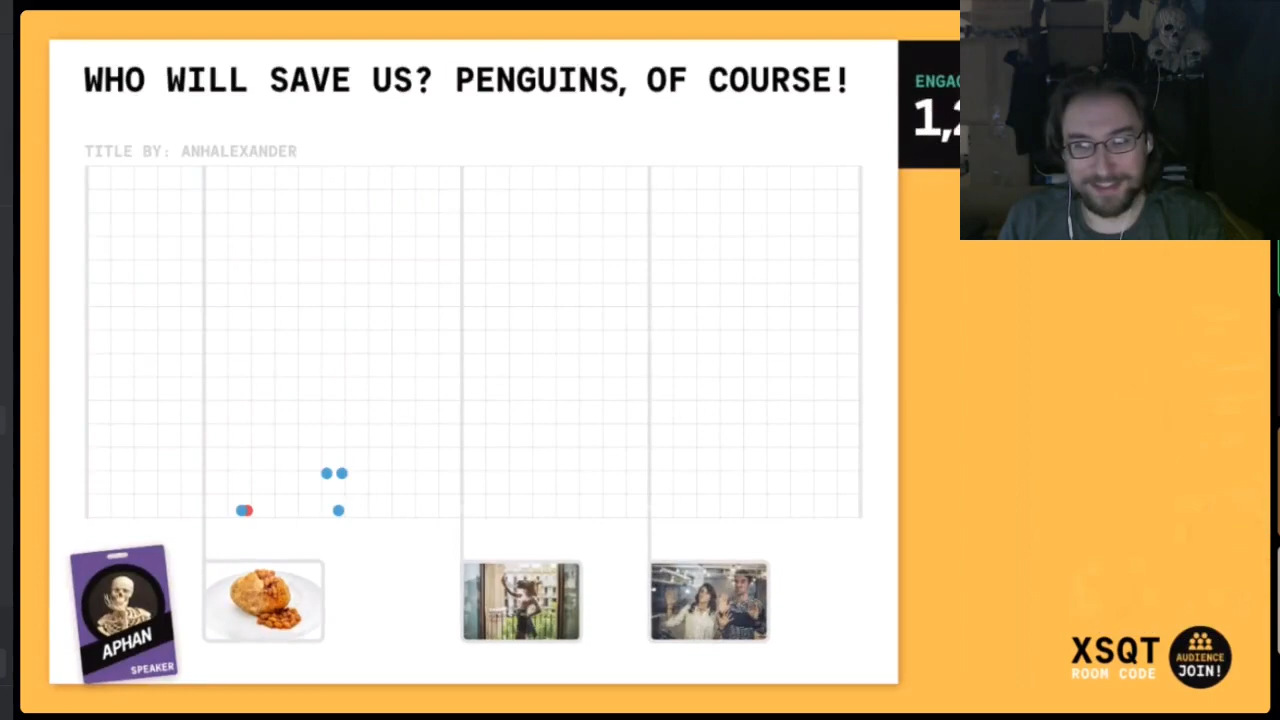 WHO WILL SAVE US? PENGUINS, OF COURSE!
ENGAG
1,2
TITLE BY: ANHALEXANDER
APHAN
SPEAKER
XSQT
ROOM CODE
AUDIENCE
JOIN!